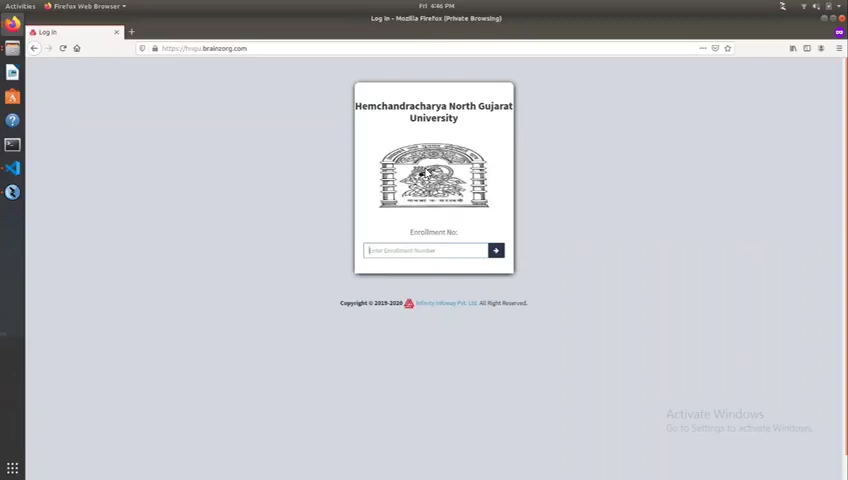 Activities Firefox Web Browser Fri 4:46 PM
Log In - Mozilla Firefox (Private Browsing)
Log In
https://hngu.brainzorg.com
Hemchandracharya North Gujarat
University
Enrollment No:
Enter Enrollment Number
Copyright © 2019-2020 Infinity Infoway Pvt. Ltd. All Right Reserved.
Activate Windows
Go to Settings to activate Windows.